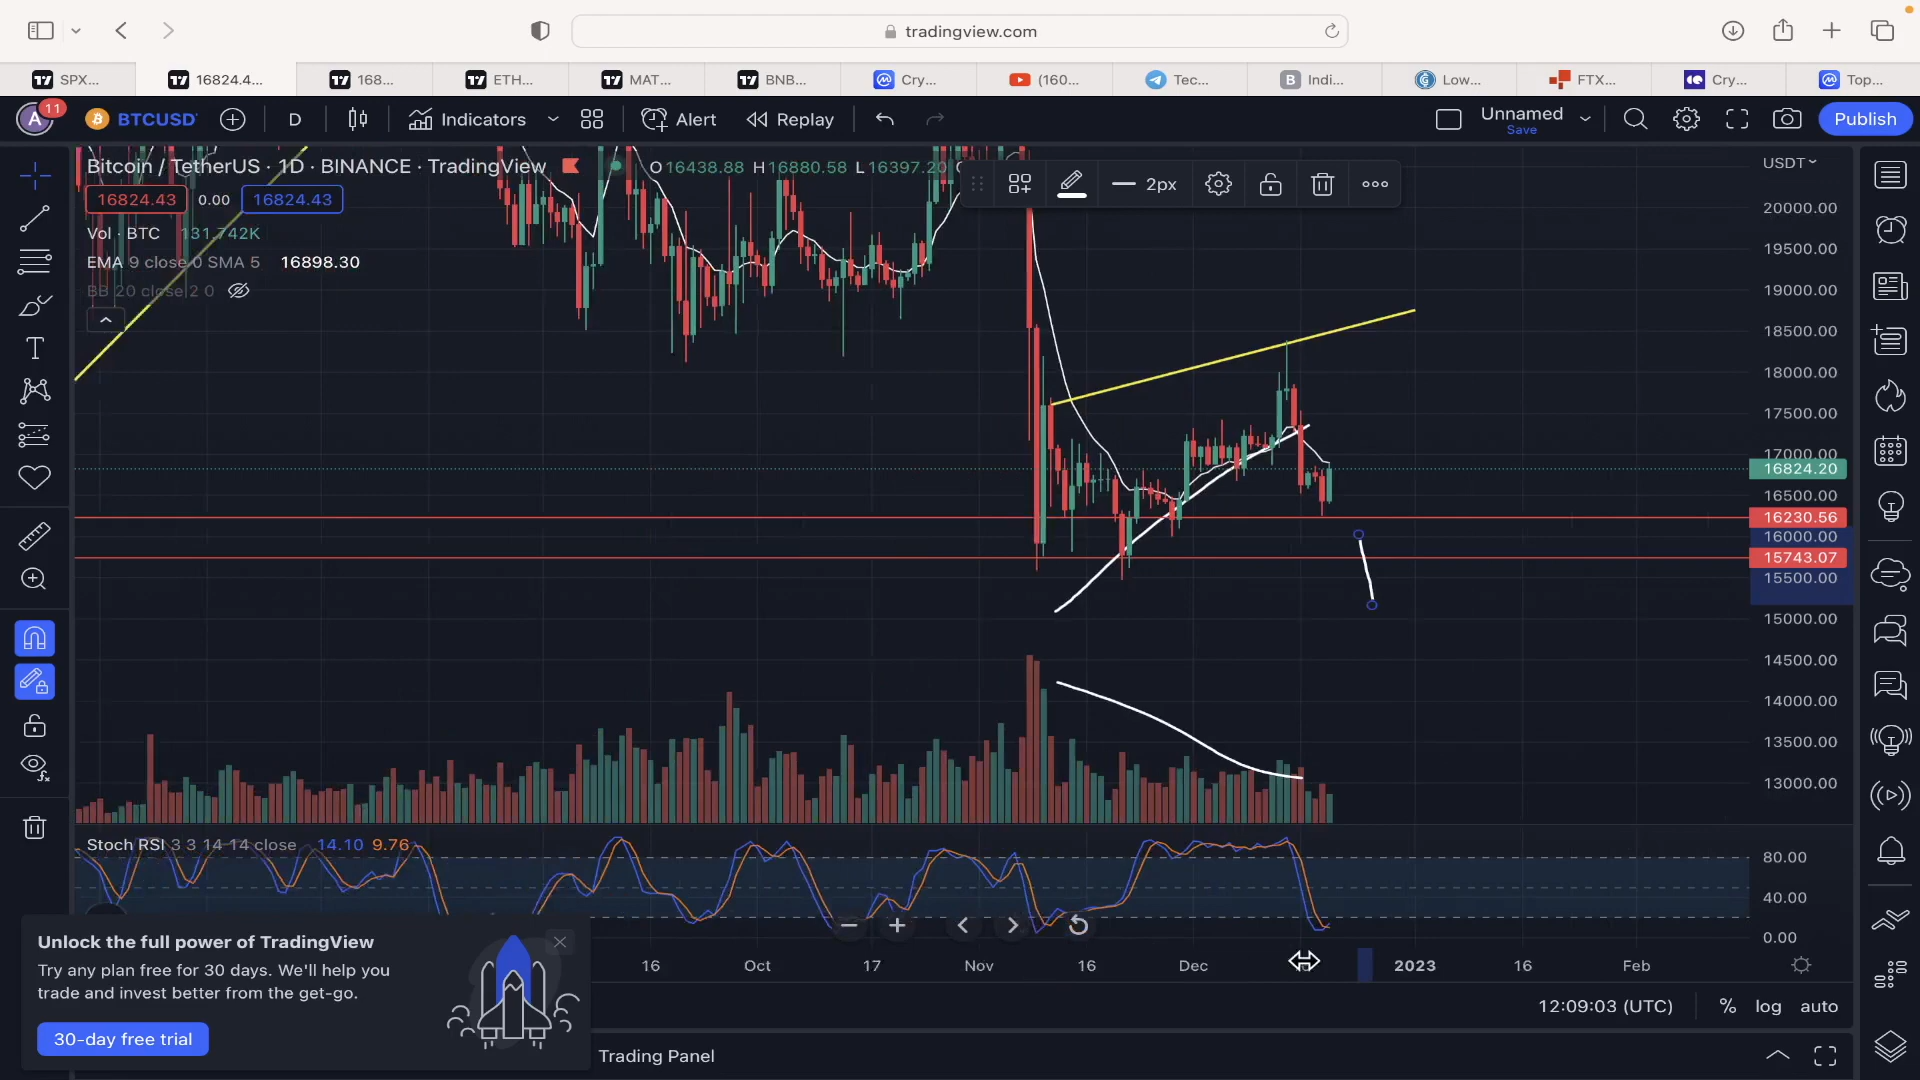 tradingview.com
SPX...
16824.4...
168...
ETH...
MAT...
BNB...
Cry...
(160...
Tec...
Indi...
Low...
FTX...
Cry...
Top...
A 11 BTCUSD D Indicators Alert Replay Unnamed Save Publish
Bitcoin / TetherUS · 1D · BINANCE · TradingView O16438.88 H16880.58 L16397.20
16824.43 0.00 16824.43
Vol · BTC 131.742K
EMA 9 close 0 SMA 5 16898.30
BB 20 close 2 0
2px
USDT
20000.00
19500.00
19000.00
18500.00
18000.00
17500.00
17000.00
16824.20
16500.00
16230.56
16000.00
15743.07
15500.00
15000.00
14500.00
14000.00
13500.00
13000.00
Stoch RSI 3 3 14 14 close 14.10 9.76
80.00
40.00
0.00
16 Oct 17 Nov 16 Dec 2023 16 Feb
Unlock the full power of TradingView
Try any plan free for 30 days. We'll help you
trade and invest better from the get-go.
30-day free trial
12:09:03 (UTC) % log auto
Trading Panel